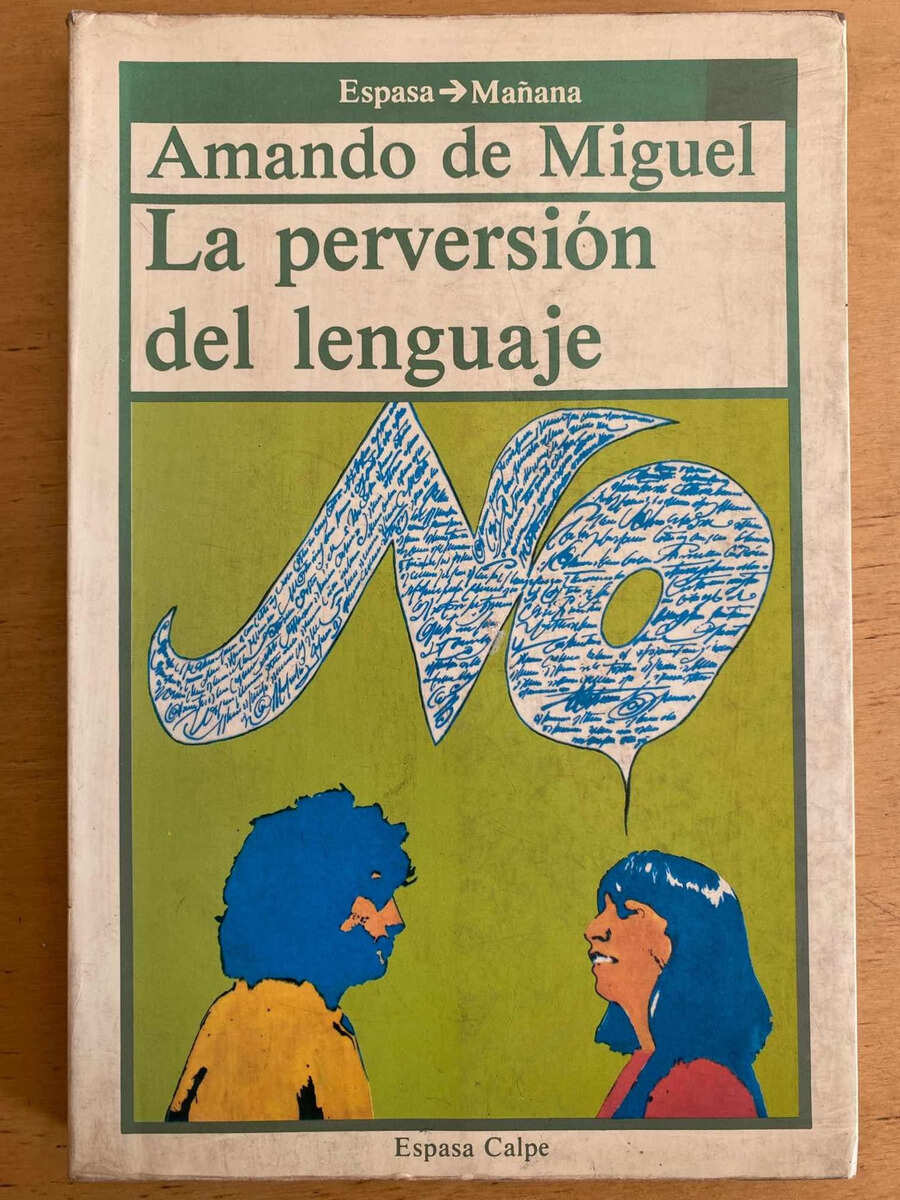 Espasa→Mañana
Amando de Miguel
La perversión
del lenguaje
NO
Espasa Calpe